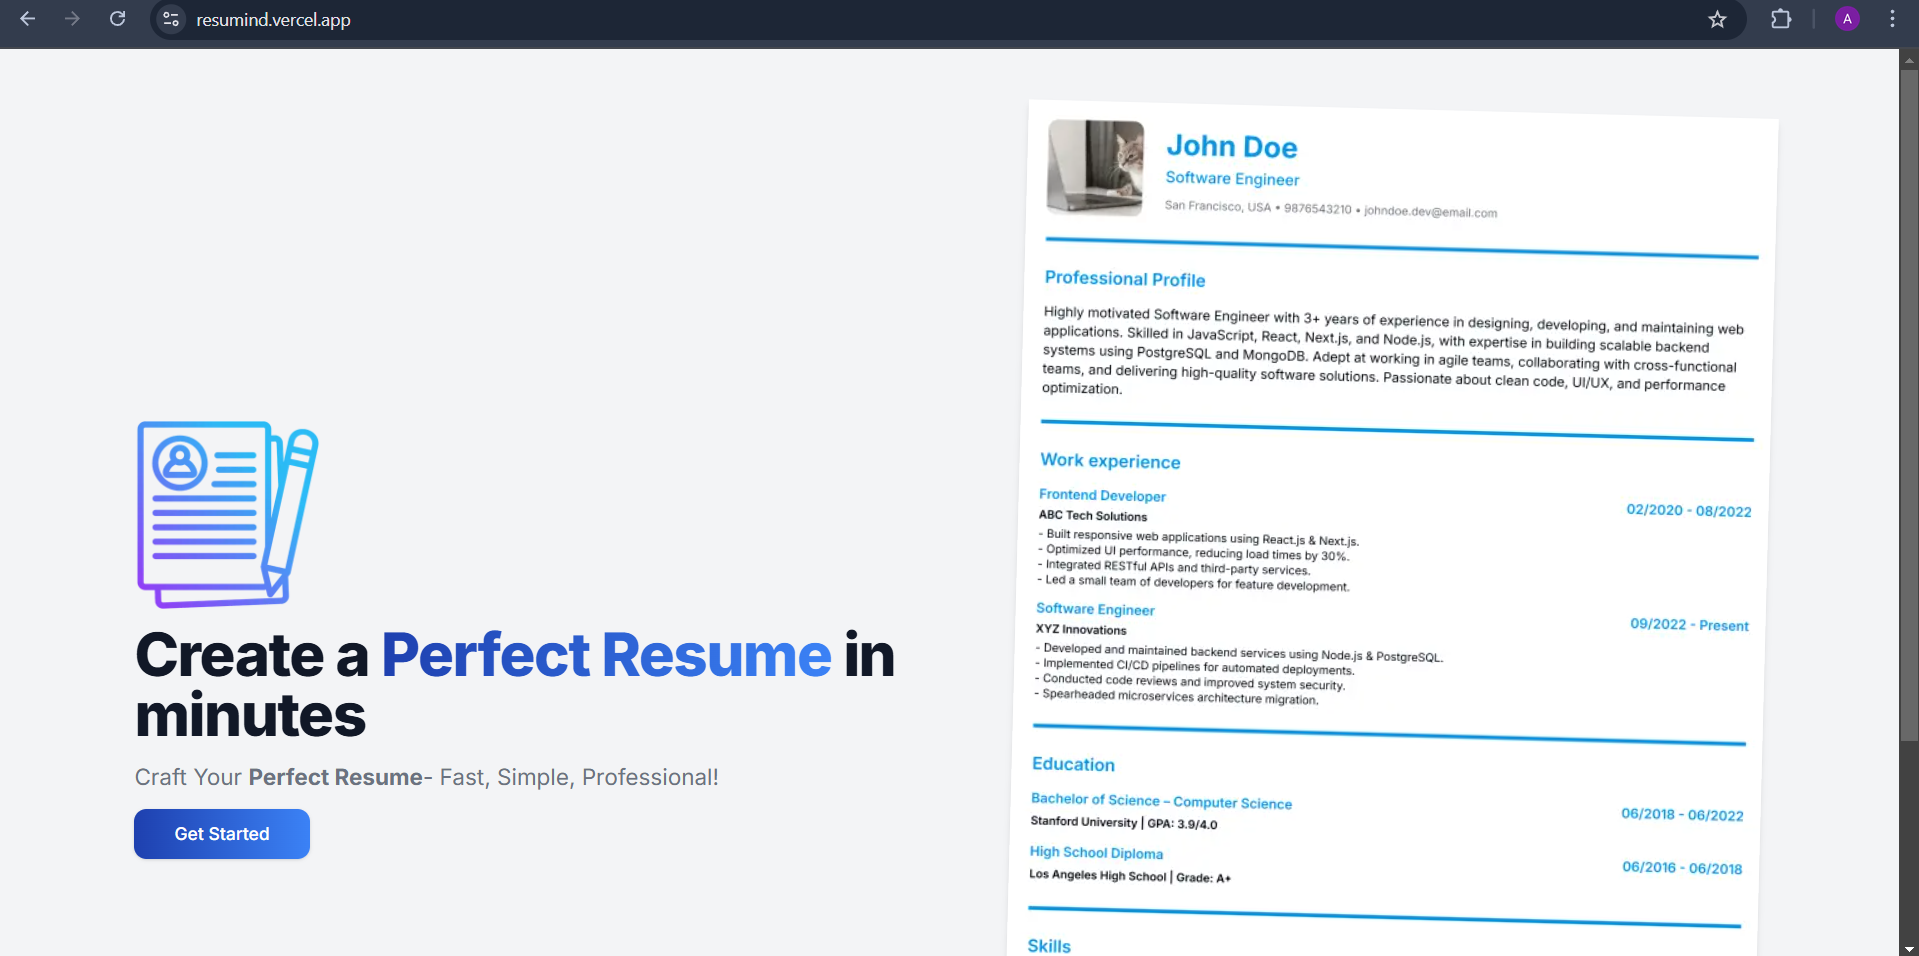 resumind.vercel.app
A
Create a Perfect Resume in
minutes
Craft Your Perfect Resume- Fast, Simple, Professional!
Get Started
John Doe
Software Engineer
San Francisco, USA • 9876543210 • johndoe.dev@email.com
Professional Profile
Highly motivated Software Engineer with 3+ years of experience in designing, developing, and maintaining web
applications. Skilled in JavaScript, React, Next.js, and Node.js, with expertise in building scalable backend
systems using PostgreSQL and MongoDB. Adept at working in agile teams, collaborating with cross-functional
teams, and delivering high-quality software solutions. Passionate about clean code, UI/UX, and performance
optimization.
Work experience
Frontend Developer
02/2020 - 08/2022
ABC Tech Solutions
- Built responsive web applications using React.js & Next.js.
- Optimized UI performance, reducing load times by 30%.
- Integrated RESTful APIs and third-party services.
- Led a small team of developers for feature development.
Software Engineer
09/2022 - Present
XYZ Innovations
- Developed and maintained backend services using Node.js & PostgreSQL.
- Implemented CI/CD pipelines for automated deployments.
- Conducted code reviews and improved system security.
- Spearheaded microservices architecture migration.
Education
Bachelor of Science – Computer Science
06/2018 - 06/2022
Stanford University | GPA: 3.9/4.0
High School Diploma
06/2016 - 06/2018
Los Angeles High School | Grade: A+
Skills